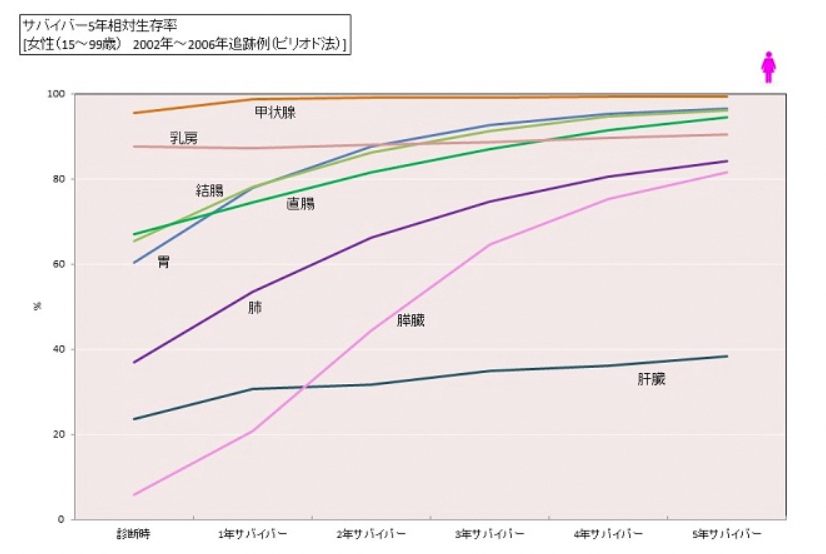 サバイバー5年相対生存率
[女性(15～99歳) 2002年～2006年追跡例(ピリオド法)]
100
甲状腺
乳房
80
結腸
直腸
60
胃
%
肺
膵臓
40
肝臓
20
0
診断時 1年サバイバー 2年サバイバー 3年サバイバー 4年サバイバー 5年サバイバー